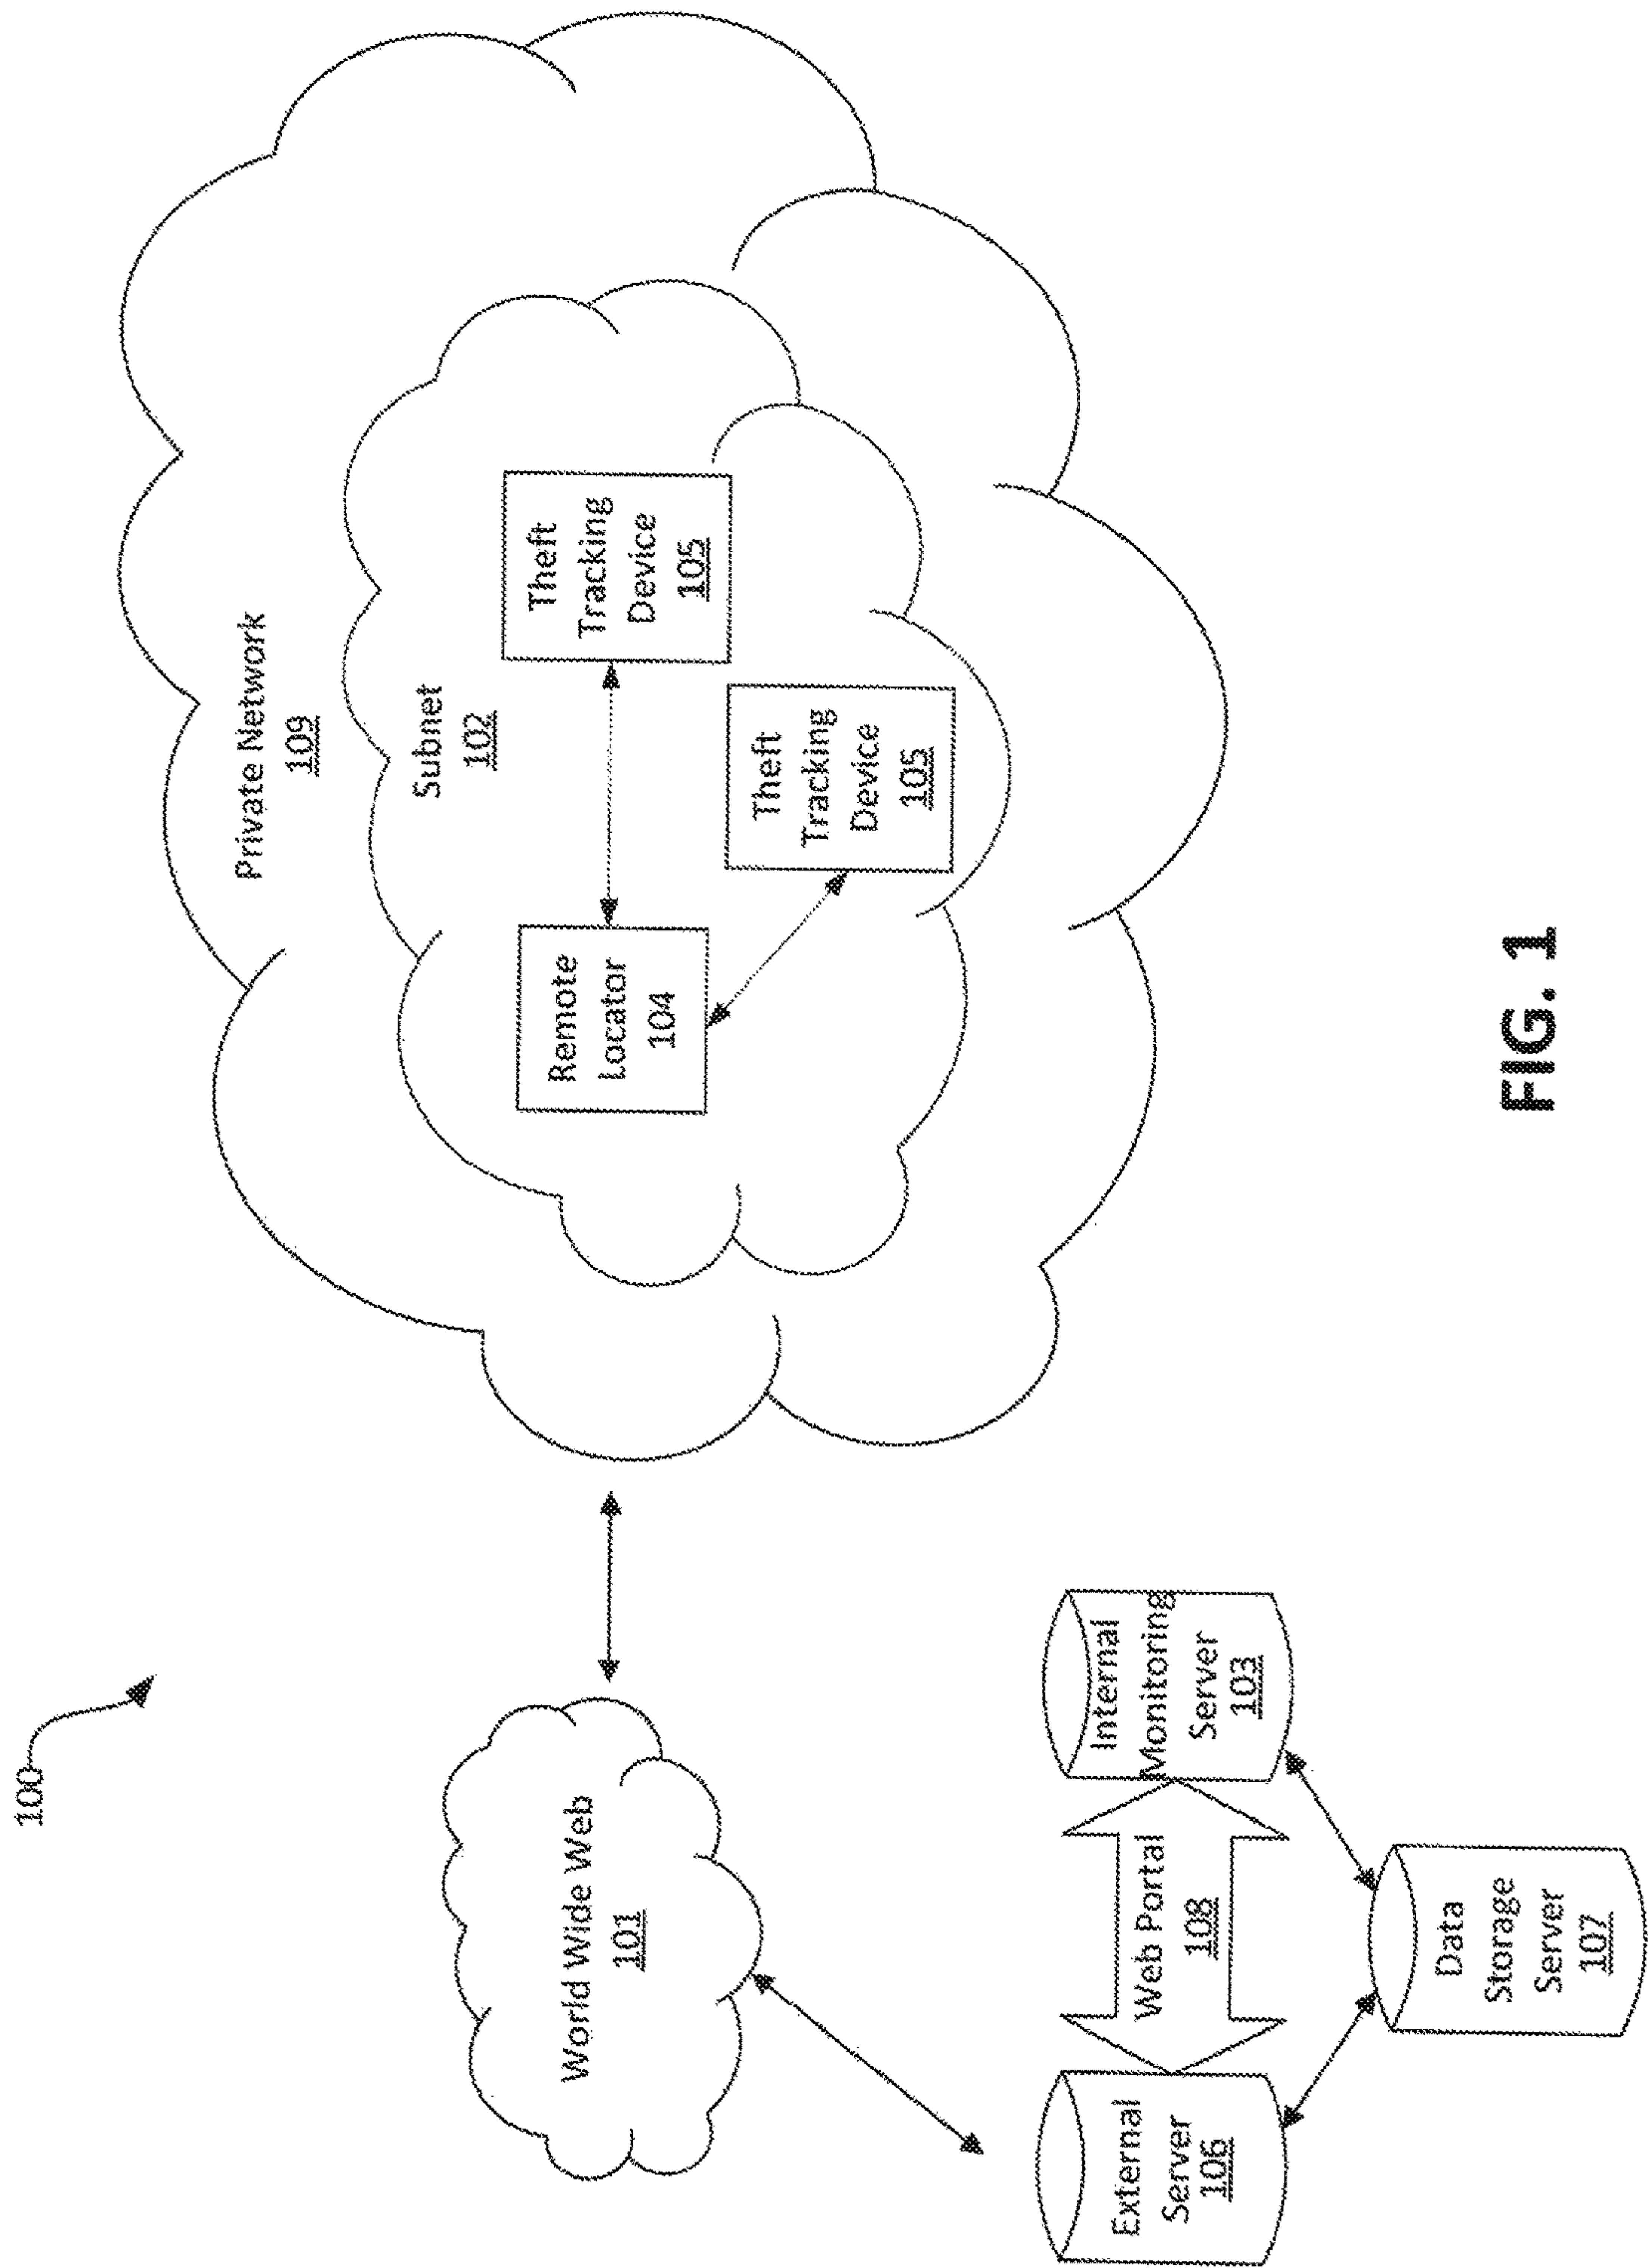 100
World Wide Web
101
Private Network
109
Subnet
102
Remote
Locator
104
Theft
Tracking
Device
105
Theft
Tracking
Device
105
External
Server
106
Web Portal
108
Internal
Monitoring
Server
103
Data
Storage
Server
107
FIG. 1